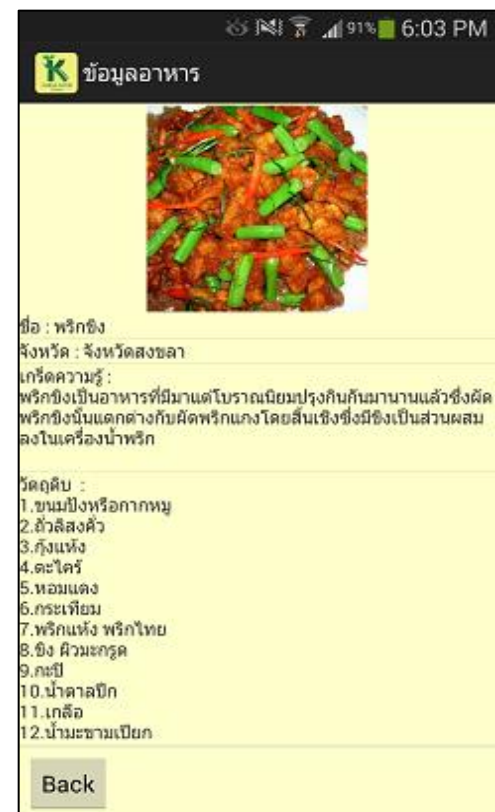 91% 6:03 PM
K ข้อมูลอาหาร
ชื่อ : พริกขิง
จังหวัด : จังหวัดสงขลา
เกร็ดความรู้ :
พริกขิงเป็นอาหารที่มีมาแต่โบราณนิยมปรุงกินกันมานานแล้วซึ่งผัด
พริกขิงนั้นแตกต่างกับผัดพริกแกงโดยสิ้นเชิงซึ่งมีขิงเป็นส่วนผสม
ลงในเครื่องน้ำพริก
วัตถุดิบ :
1.ขนมปังหรือกากหมู
2.ถั่วลิสงคั่ว
3.กุ้งแห้ง
4.ตะไคร้
5.หอมแดง
6.กระเทียม
7.พริกแห้ง พริกไทย
8.ขิง ผิวมะกรูด
9.กะปิ
10.น้ำตาลปึก
11.เกลือ
12.น้ำมะขามเปียก
Back